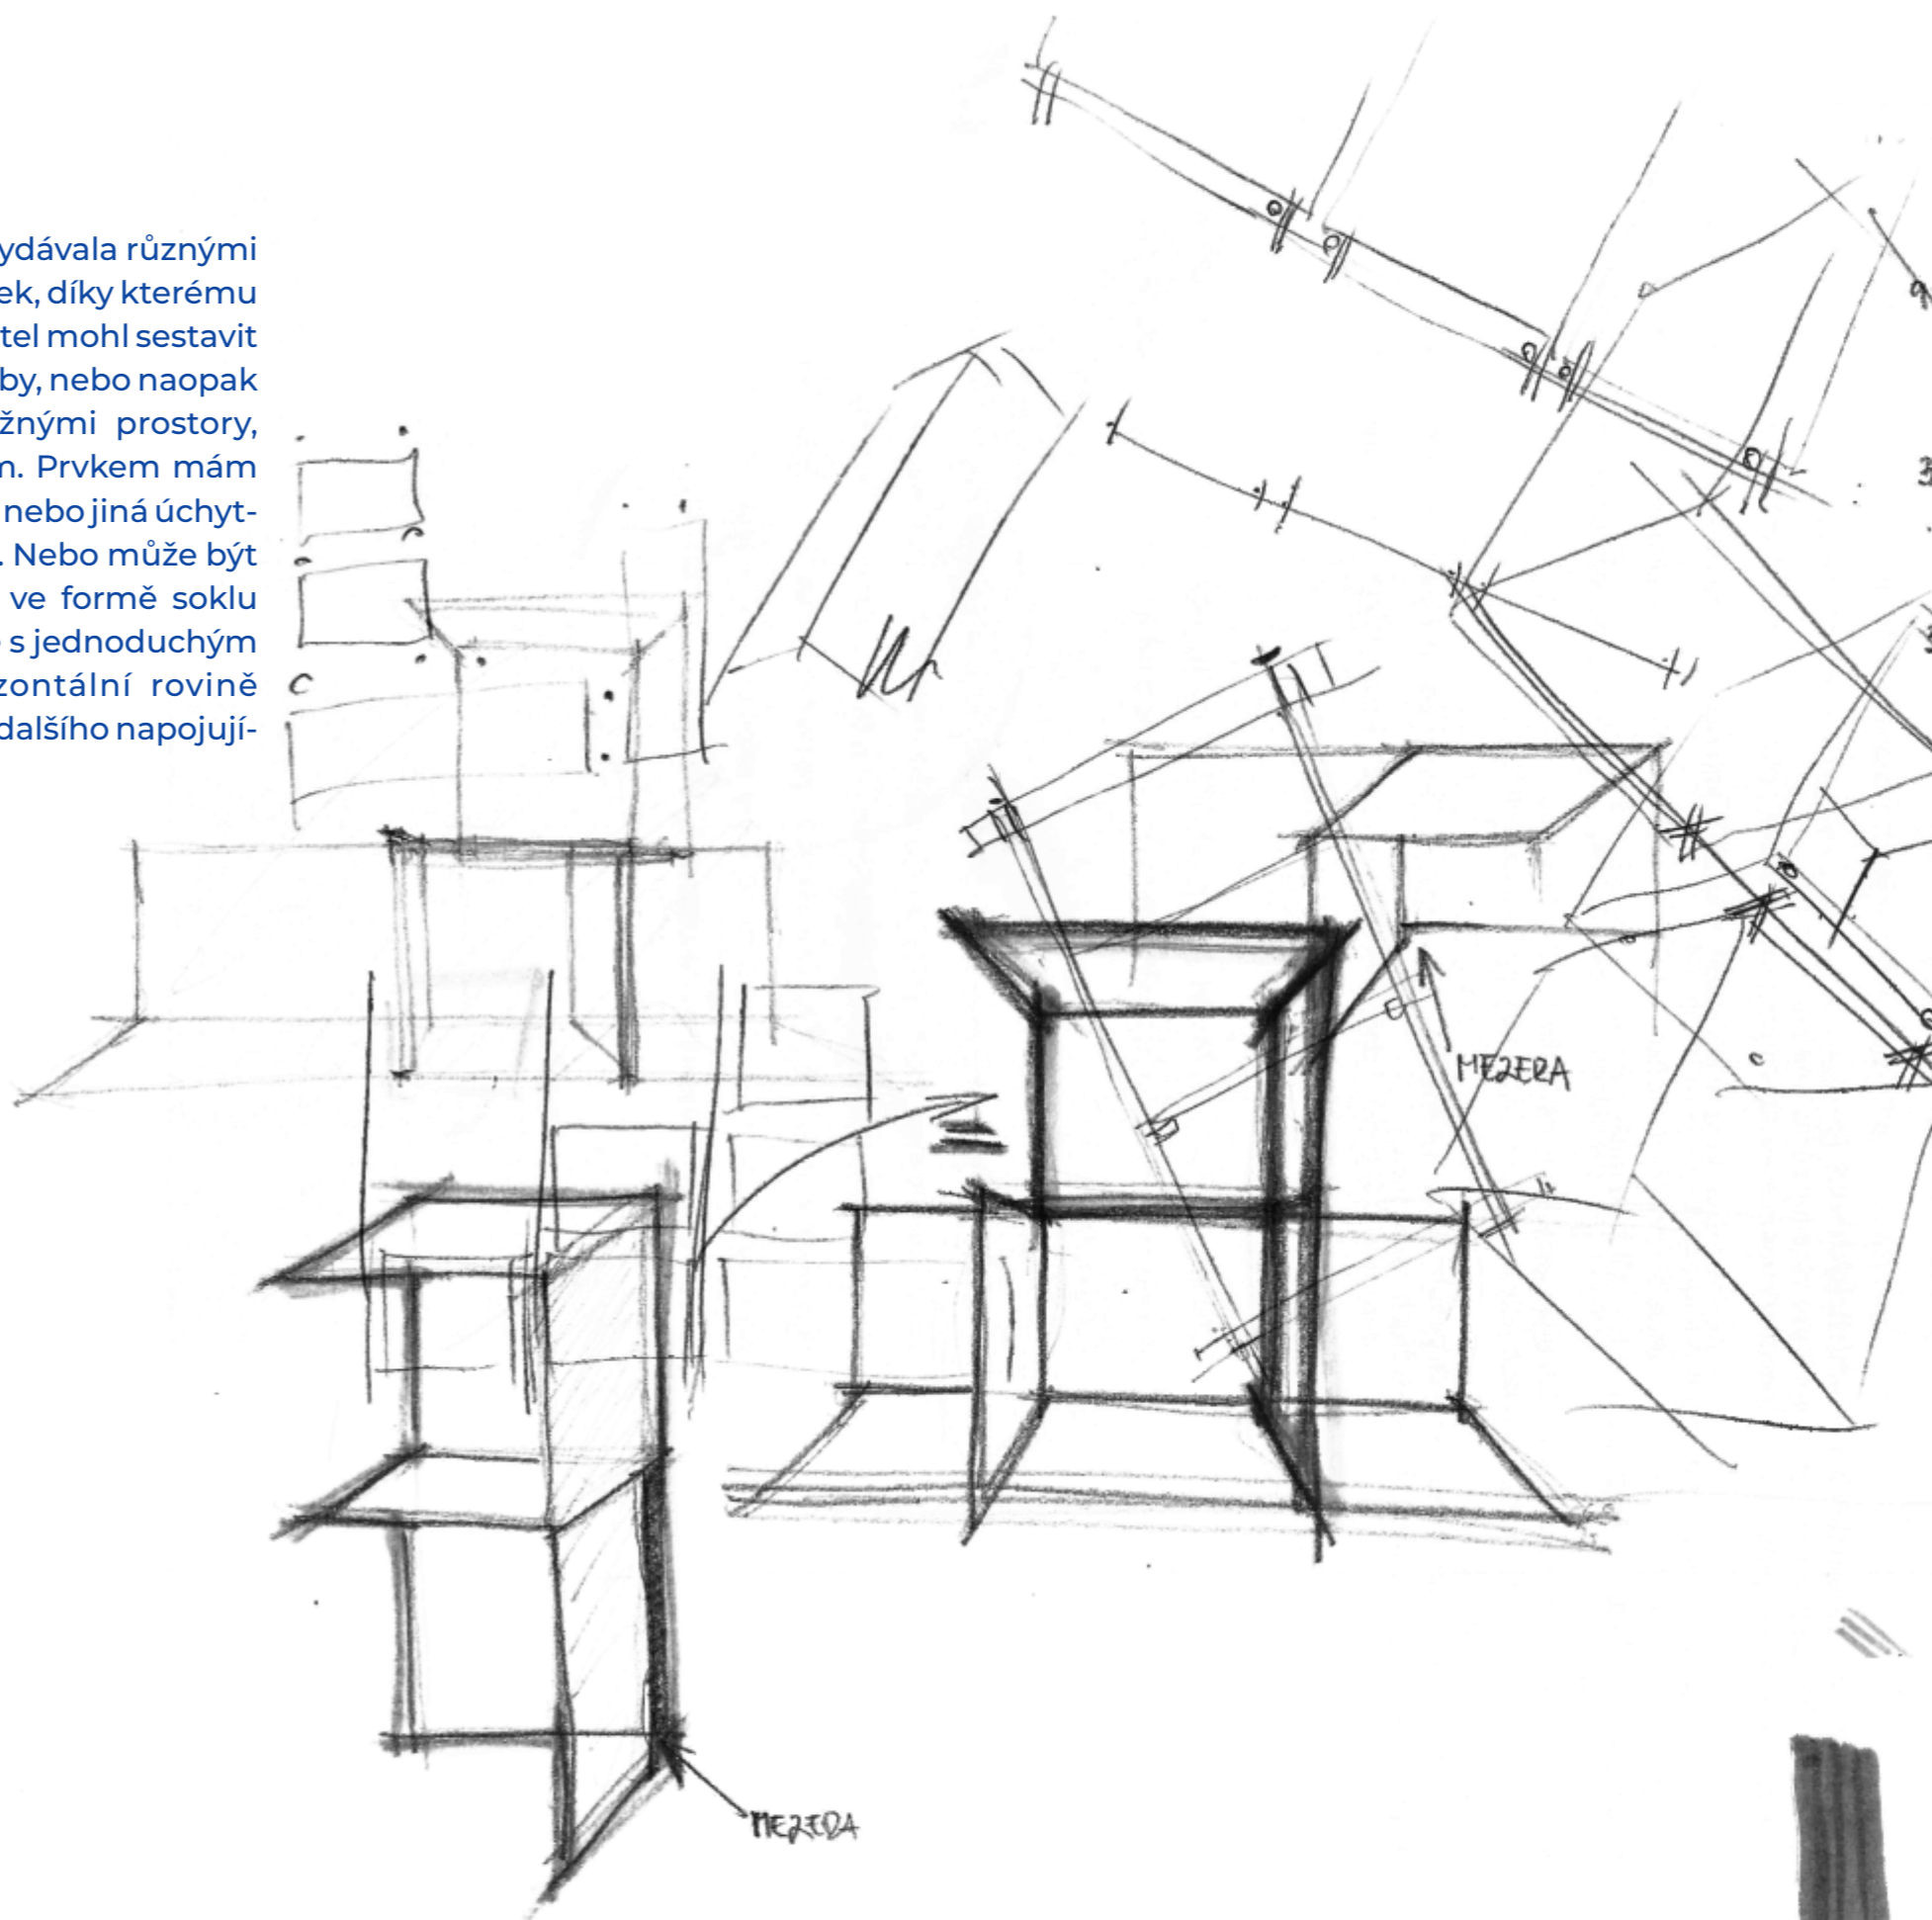 ydávala různými
ek, díky kterému
tel mohl sestavit
by, nebo naopak
žnými prostory,
m. Prvkem mám
nebo jiná úchyt-
. Nebo může být
ve formě soklu
s jednoduchým
zontální rovině
dalšího napojují-
MEZERA
MEZERA